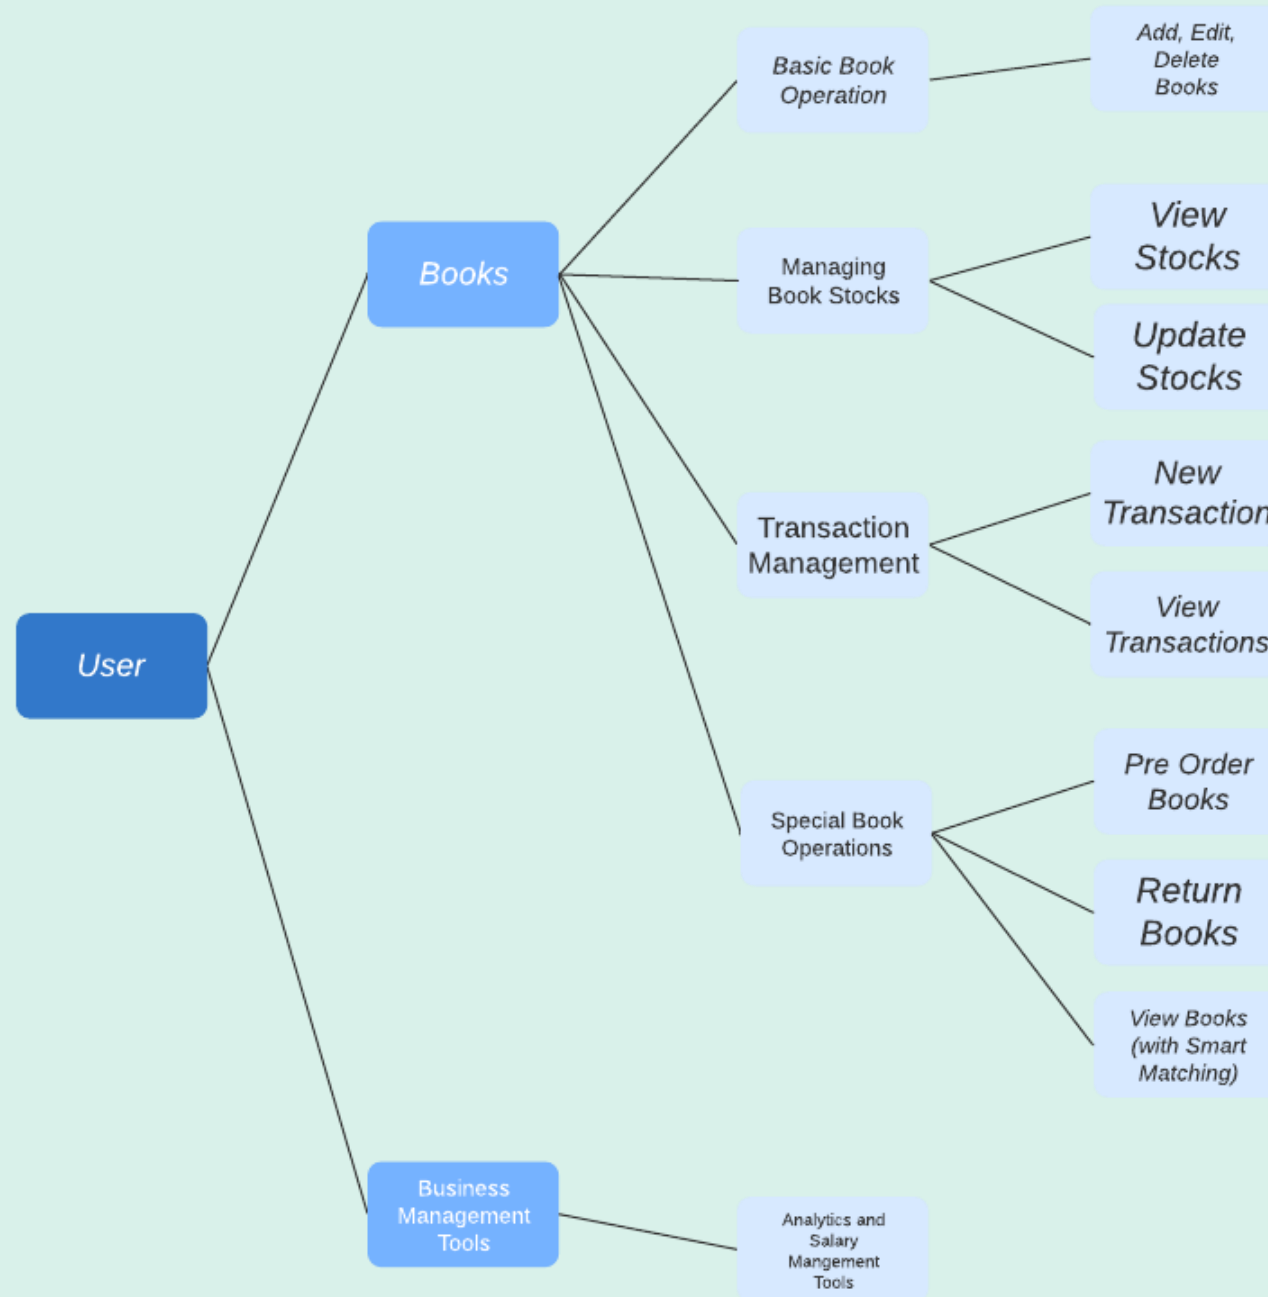 Add, Edit,
Delete
Books
Basic Book
Operation
View
Stocks
Books
Managing
Book Stocks
Update
Stocks
New
Transaction
Transaction
Management
View
Transactions
User
Pre Order
Books
Special Book
Operations
Return
Books
View Books
(with Smart
Matching)
Business
Management
Tools
Analytics and
Salary
Mangement
Tools